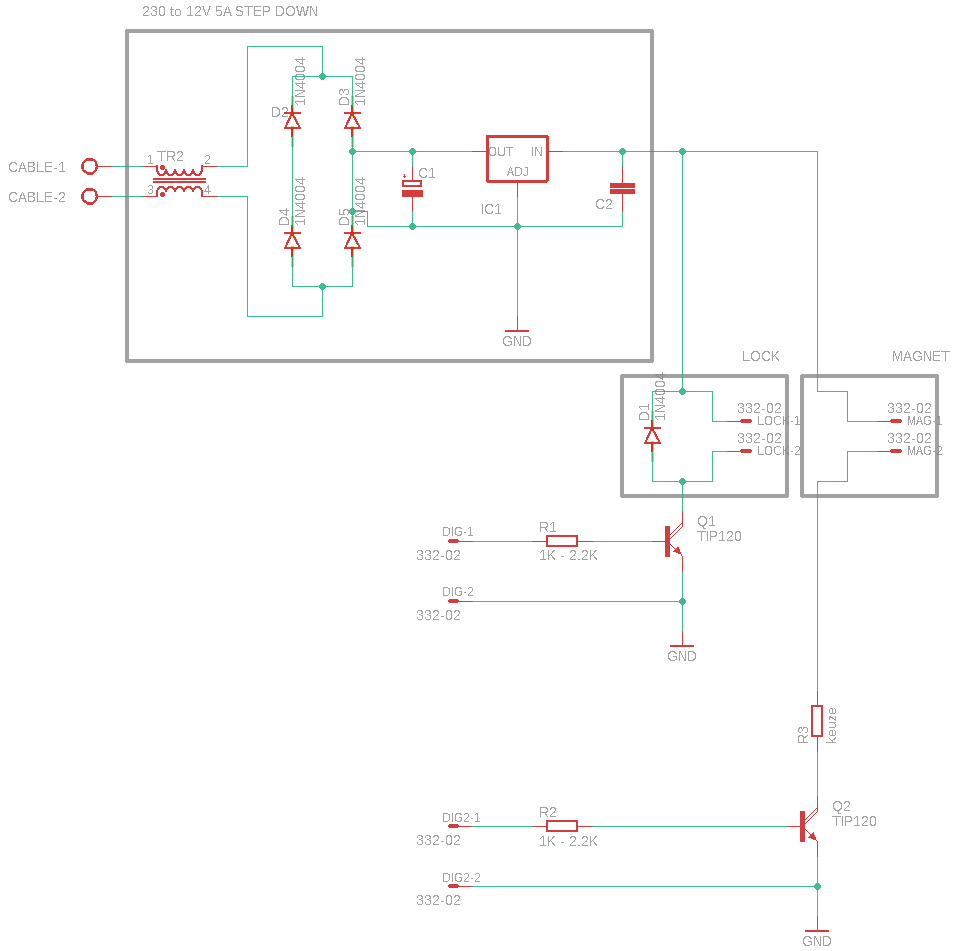 230 to 12V 5A STEP DOWN
CABLE-1
CABLE-2
TR2
1
2
3
4
D2
1N4004
D3
1N4004
D4
1N4004
D5
1N4004
C1
OUT IN
ADJ
IC1
C2
GND
LOCK
MAGNET
D1
1N4004
332-02
LOCK-1
332-02
LOCK-2
332-02
MAG-1
332-02
MAG-2
DIG-1
332-02
R1
1K - 2.2K
Q1
TIP120
DIG-2
332-02
GND
R3
keuze
DIG2-1
332-02
R2
1K - 2.2K
Q2
TIP120
DIG2-2
332-02
GND